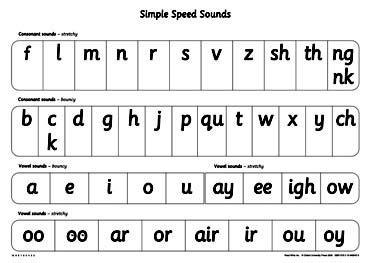 Simple Speed Sounds
Consonant sounds – stretchy
f l m n r s v z sh th ng
nk
Consonant sounds – bouncy
b c d g h j p qu t w x y ch
k
Vowel sounds – bouncy Vowel sounds – stretchy
a e i o u ay ee igh ow
Vowel sounds – stretchy
oo oo ar or air ir ou oy